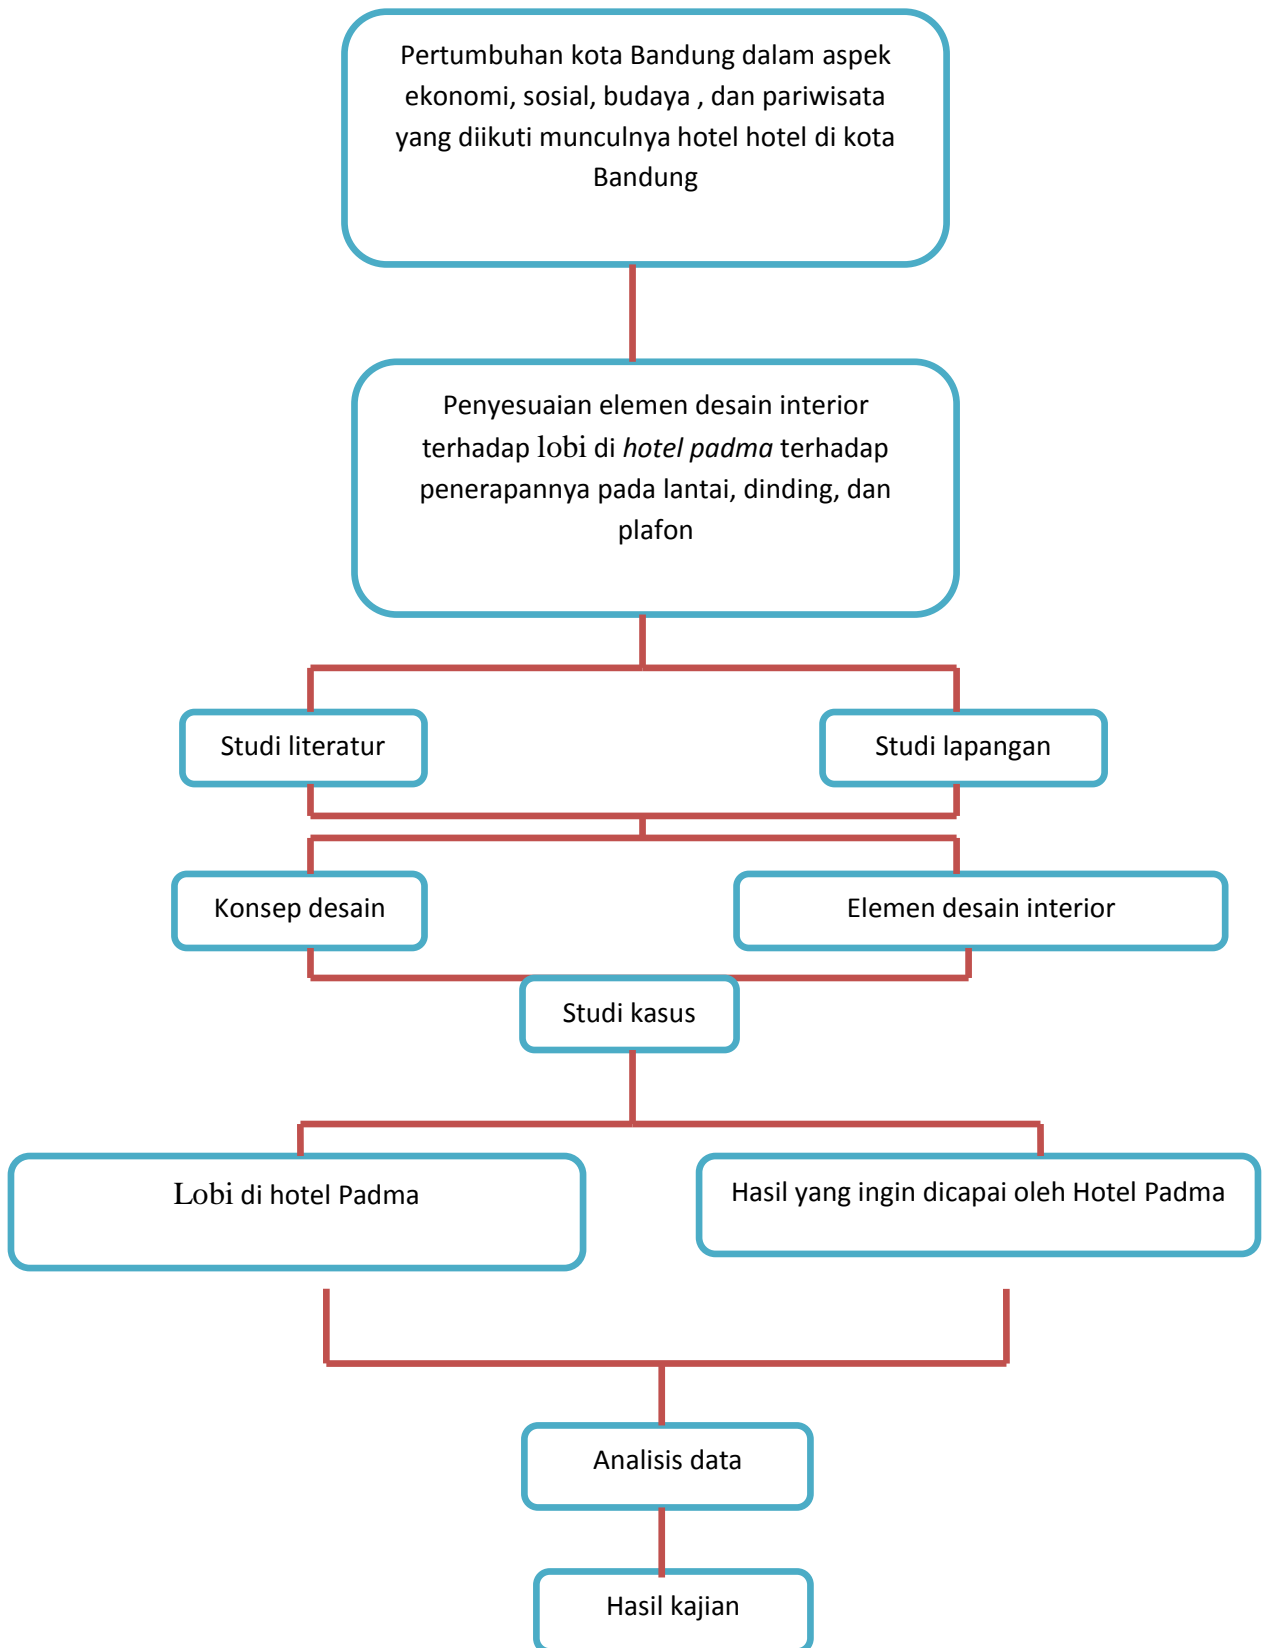 Pertumbuhan kota Bandung dalam aspek
ekonomi, sosial, budaya , dan pariwisata
yang diikuti munculnya hotel hotel di kota
Bandung
Penyesuaian elemen desain interior
terhadap lobi di hotel padma terhadap
penerapannya pada lantai, dinding, dan
plafon
Studi literatur
Studi lapangan
Konsep desain
Elemen desain interior
Studi kasus
Lobi di hotel Padma
Hasil yang ingin dicapai oleh Hotel Padma
Analisis data
Hasil kajian